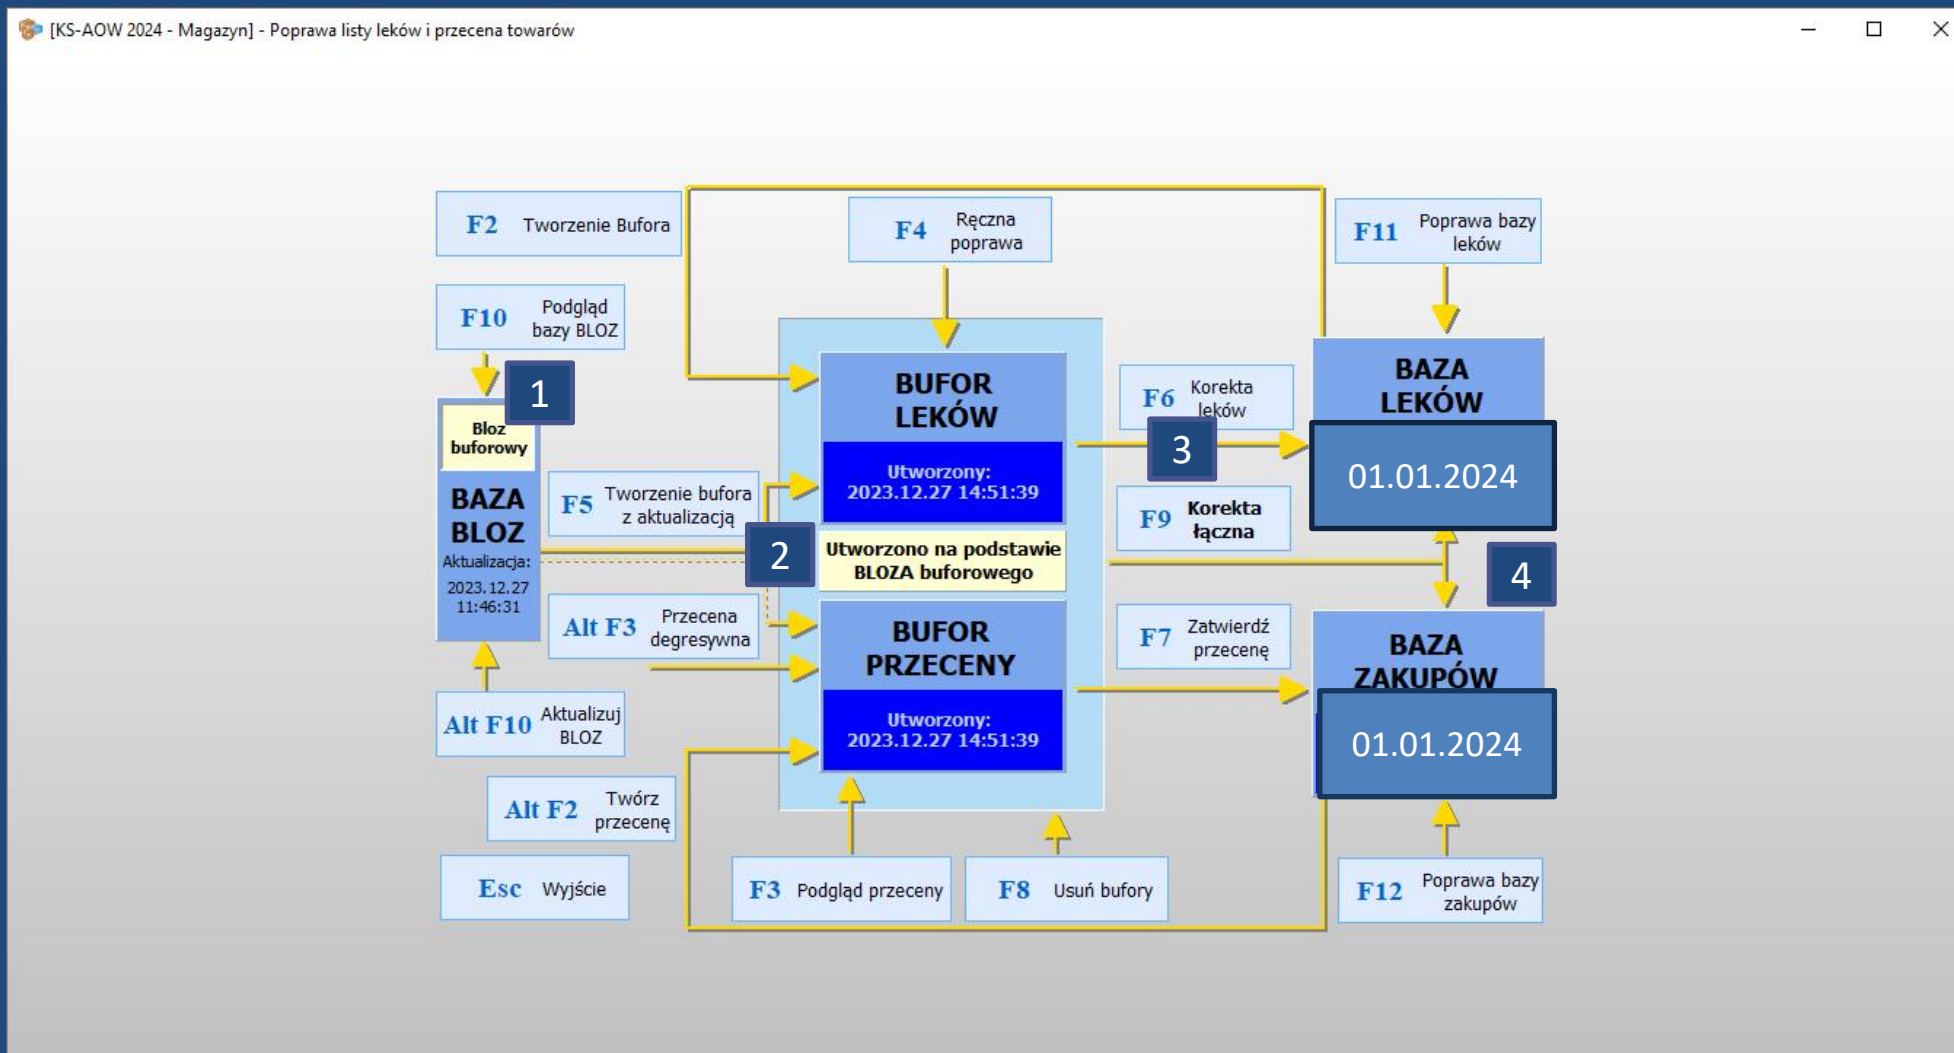 [KS-AOW 2024 - Magazyn] - Poprawa listy leków i przecena towarów
F2 Tworzenie Bufora
F4 Ręczna
poprawa
F11 Poprawa bazy
leków
F10 Podgląd
bazy BLOZ
1
Bloz
buforowy
BAZA
BLOZ
Aktualizacja:
2023.12.27
11:46:31
BUFOR
LEKÓW
Utworzony:
2023.12.27 14:51:39
F6 Korekta
leków
3
BAZA
LEKÓW
01.01.2024
F5 Tworzenie bufora
z aktualizacją
2
Utworzono na podstawie
BLOZA buforowego
F9 Korekta
łączna
4
Alt F3 Przecena
degresywna
BUFOR
PRZECENY
Utworzony:
2023.12.27 14:51:39
F7 Zatwierdź
przecenę
BAZA
ZAKUPÓW
01.01.2024
Alt F10 Aktualizuj
BLOZ
Alt F2 Twórz
przecenę
Esc Wyjście
F3 Podgląd przeceny
F8 Usuń bufory
F12 Poprawa bazy
zakupów